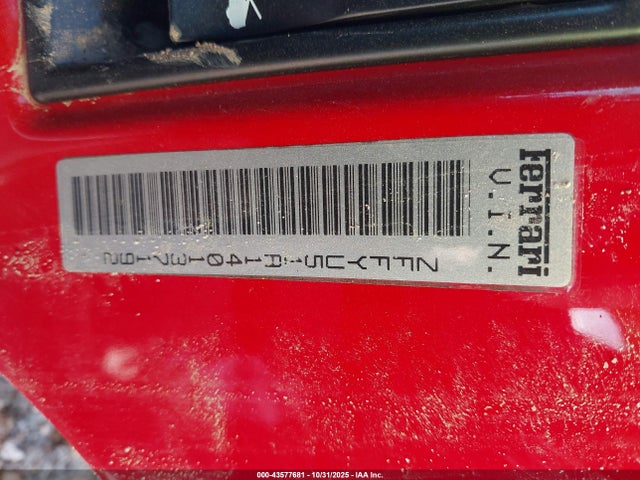 Ferrari
V.I.N.
ZFFYU51A140137192
000-43577681 - 10/31/2025 - IAA Inc.